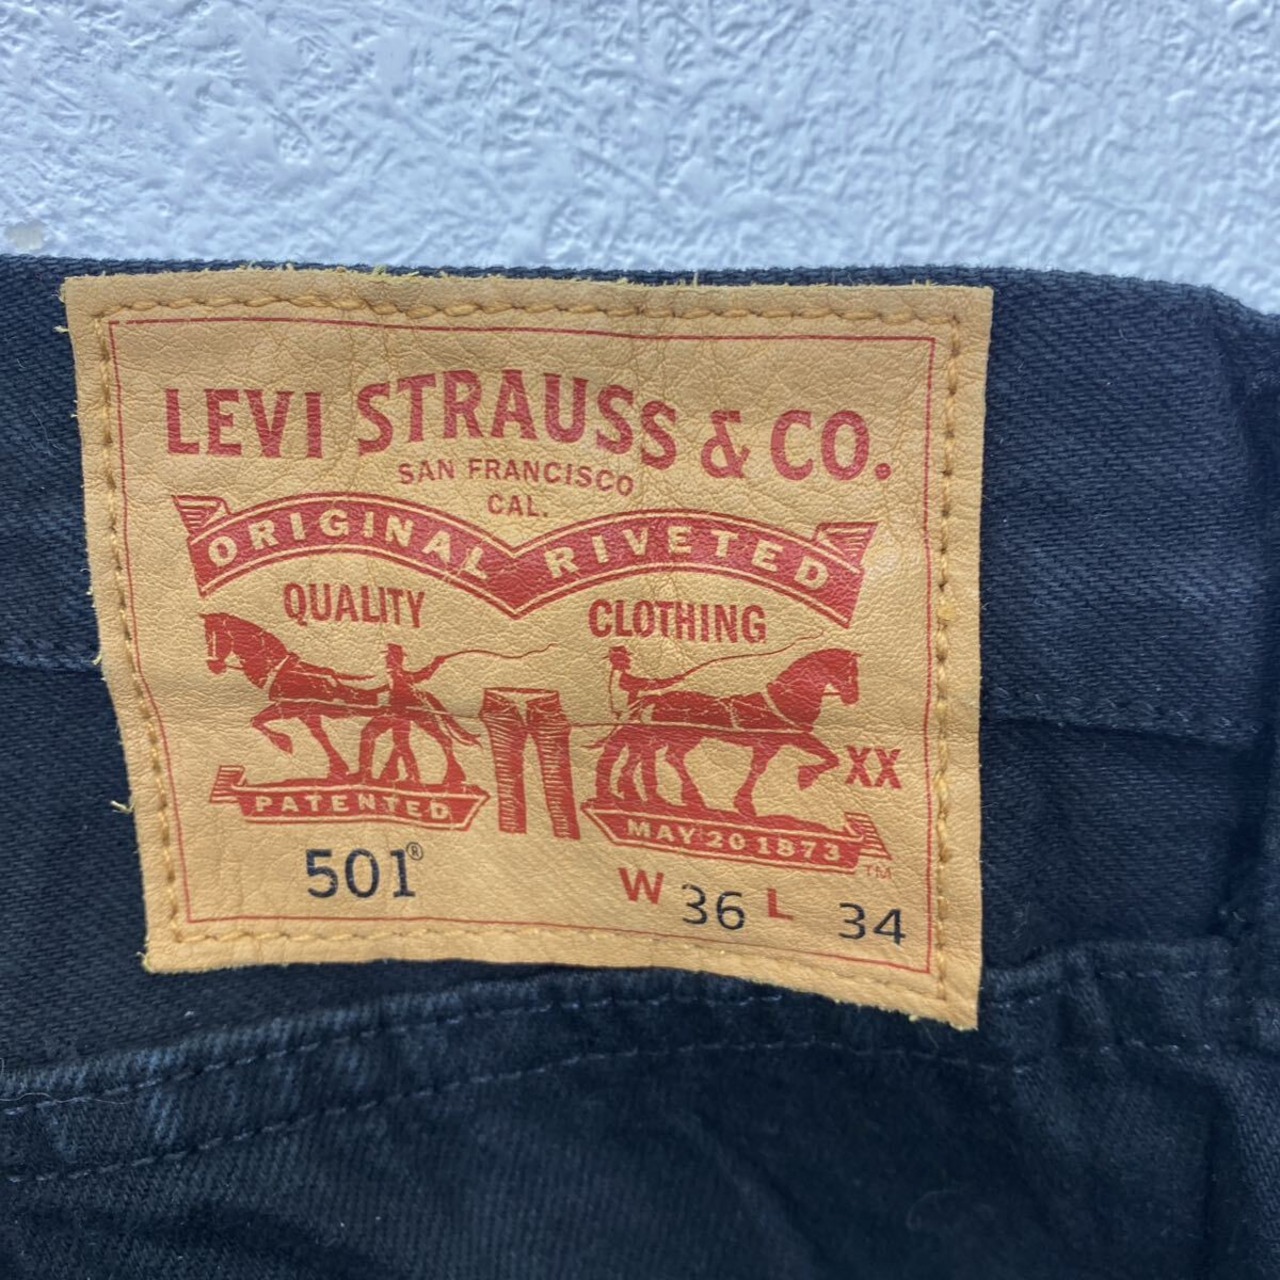 LEVI STRAUSS & CO.
SAN FRANCISCO
CAL.
ORIGINAL RIVETED
QUALITY CLOTHING
XX
PATENTED MAY 20 1873 ™
501® W 36 L 34